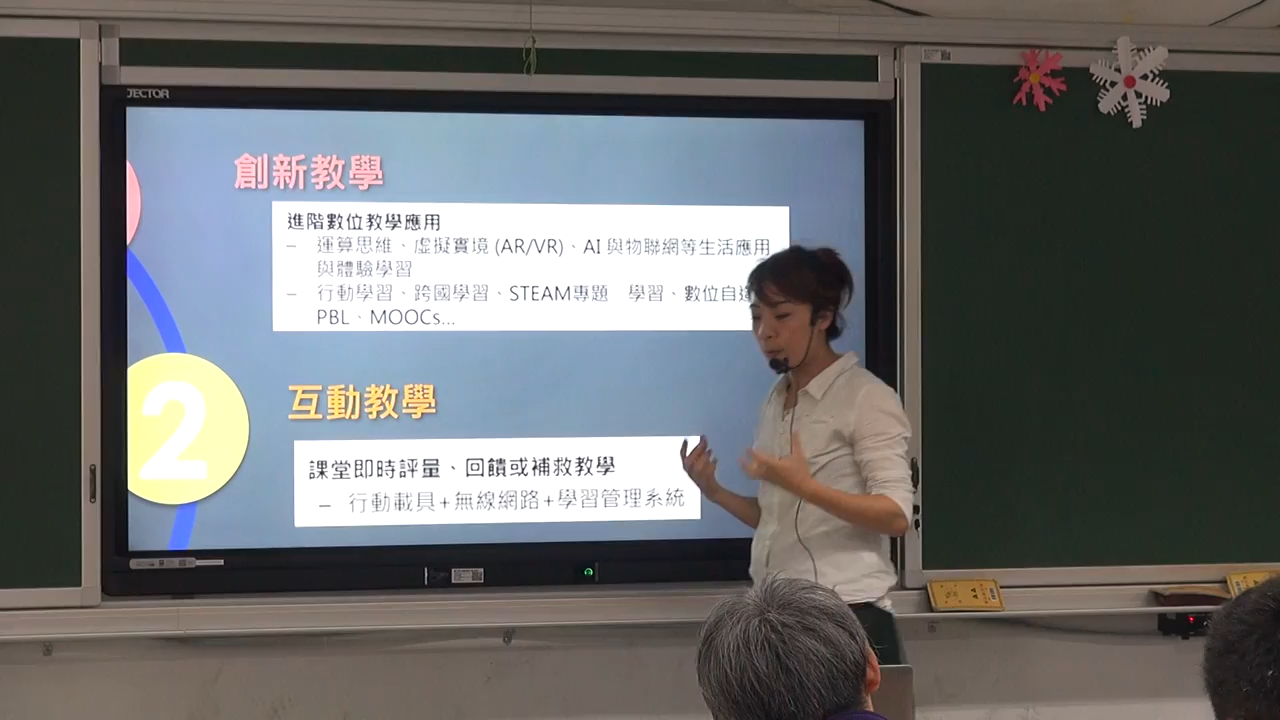 JECTOR
創新教學
進階數位教學應用
– 運算思維、虛擬實境 (AR/VR)、AI 與物聯網等生活應用
與體驗學習
– 行動學習、跨國學習、STEAM專題 學習、數位自造
PBL、MOOCs...
2
互動教學
課堂即時評量、回饋或補救教學
– 行動載具+無線網路+學習管理系統